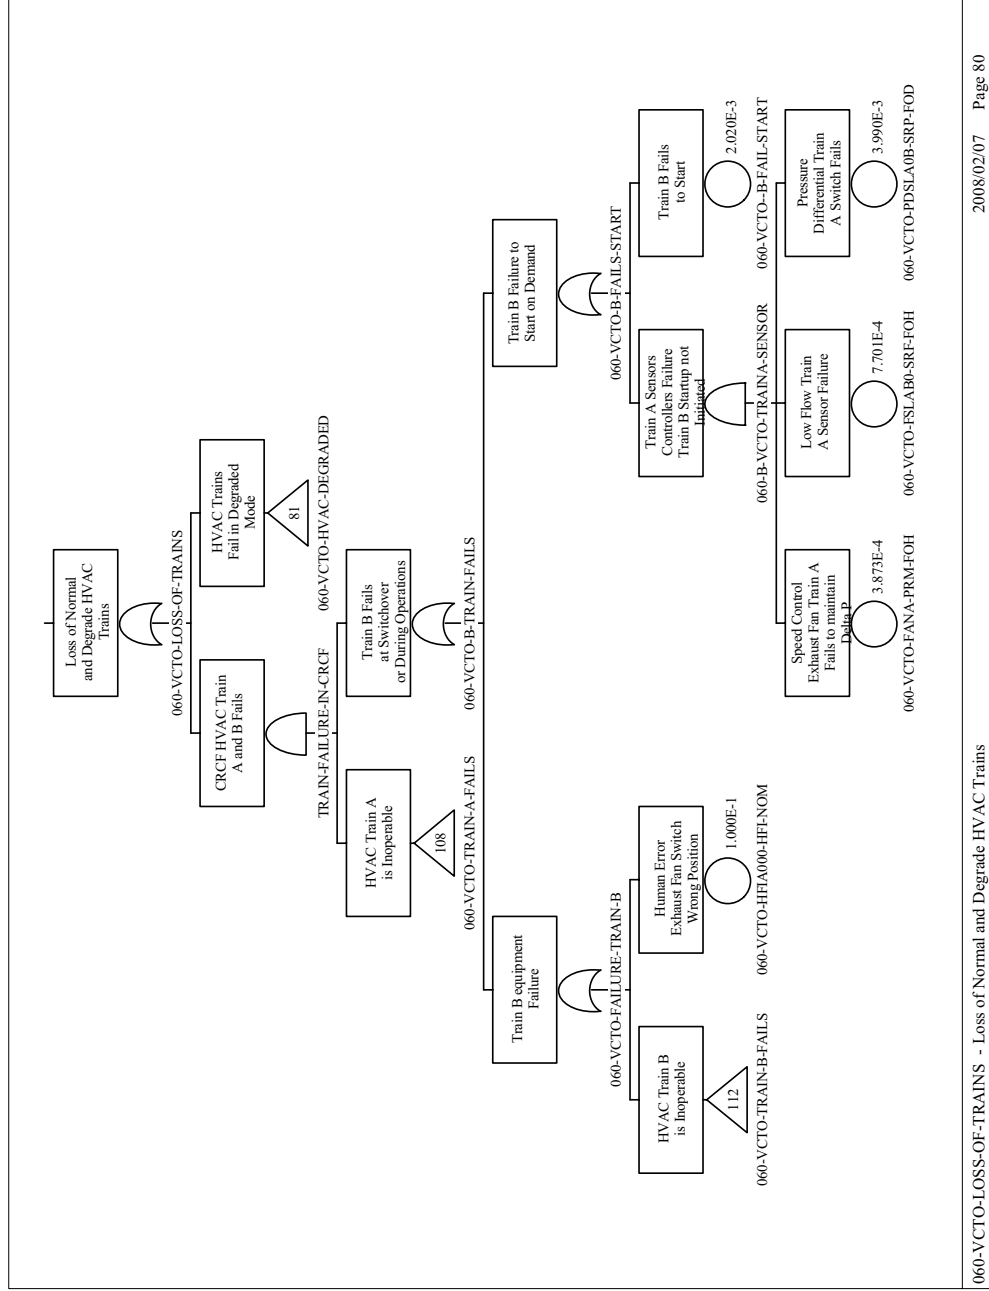 Loss of Normal
and Degrade HVAC
Trains
060-VCTO-LOSS-OF-TRAINS
CRCF HVAC Train
A and B Fails
TRAIN-FAILURE-IN-CRCF
HVAC Trains
Fail in Degraded
Mode
81
060-VCTO-HVAC-DEGRADED
HVAC Train A
is Inoperable
108
060-VCTO-TRAIN-A-FAILS
Train B Fails
at Switchover
or During Operations
060-VCTO-B-TRAIN-FAILS
Train B equipment
Failure
060-VCTO-FAILURE-TRAIN-B
Train B Failure to
Start on Demand
060-VCTO-B-FAILS-START
HVAC Train B
is Inoperable
112
060-VCTO-TRAIN-B-FAILS
Human Error
Exhaust Fan Switch
Wrong Position
1.000E-1
060-VCTO-HFIA000-HFI-NOM
Train A Sensors
Controllers Failure
Train B Startup not
Initiated
060-B-VCTO-TRAINA-SENSOR
Train B Fails
to Start
2.020E-3
060-VCTO--B-FAIL-START
Speed Control
Exhaust Fan Train A
Fails to maintain
Delta P
3.873E-4
060-VCTO-FANA-PRM-FOH
Low Flow Train
A Sensor Failure
7.701E-4
060-VCTO-FSLAB0-SRF-FOH
Pressure
Differential Train
A Switch Fails
3.990E-3
060-VCTO-PDSLA0B-SRP-FOD
060-VCTO-LOSS-OF-TRAINS - Loss of Normal and Degrade HVAC Trains
2008/02/07 Page 80